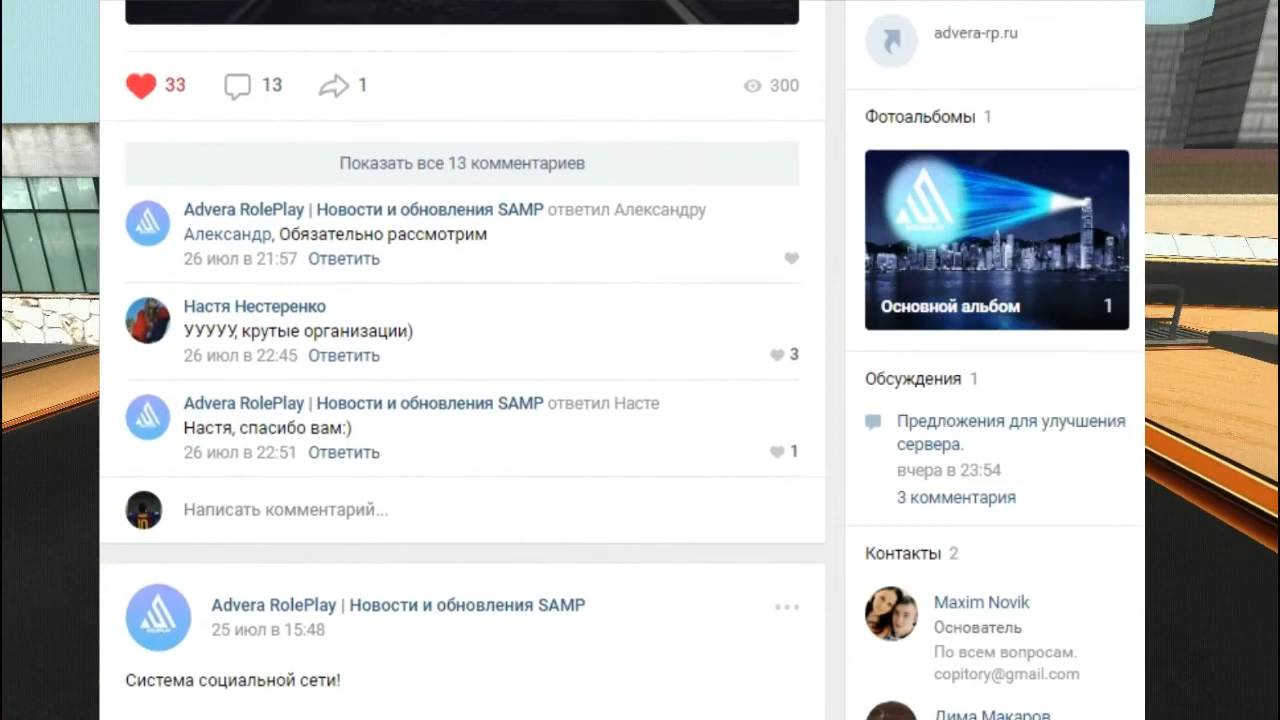 33 13 1 300
Показать все 13 комментариев
Advera RolePlay | Новости и обновления SAMP ответил Александру
Александр, Обязательно рассмотрим
26 июл в 21:57 Ответить
Настя Нестеренко
УУУУУ, крутые организации)
26 июл в 22:45 Ответить 3
Advera RolePlay | Новости и обновления SAMP ответил Насте
Настя, спасибо вам:)
26 июл в 22:51 Ответить 1
Написать комментарий...
Advera RolePlay | Новости и обновления SAMP
25 июл в 15:48
Система социальной сети!
advera-rp.ru
Фотоальбомы 1
Основной альбом 1
Обсуждения 1
Предложения для улучшения
сервера.
вчера в 23:54
3 комментария
Контакты 2
Maxim Novik
Основатель
По всем вопросам.
copitory@gmail.com
Дима Макаров